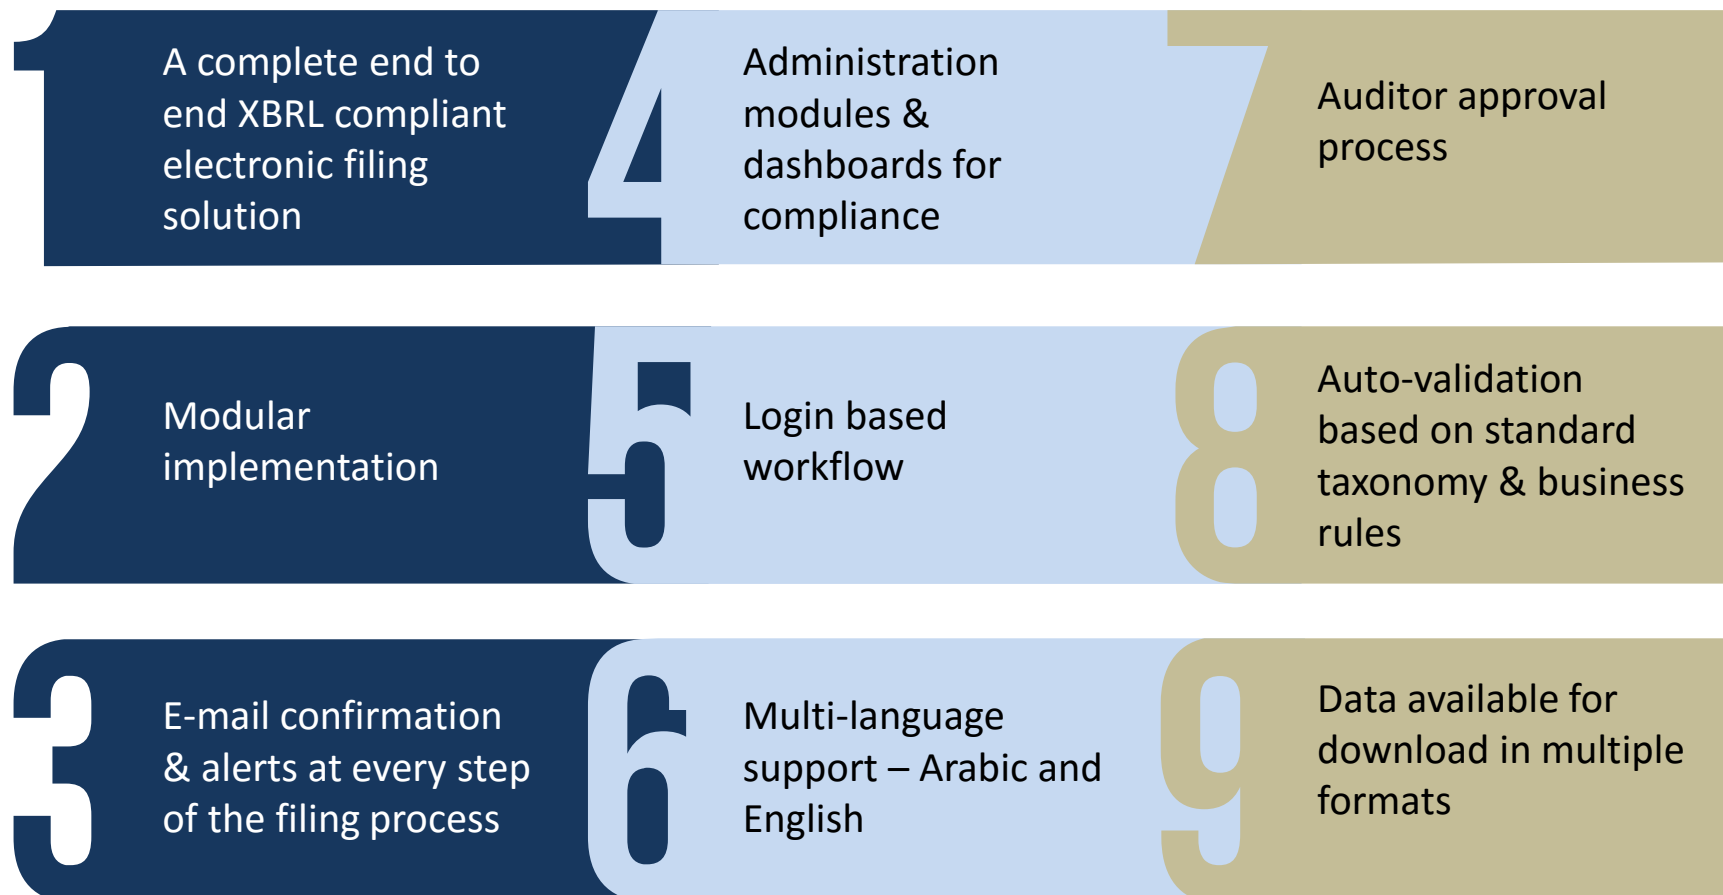 1
A complete end to
end XBRL compliant
electronic filing
solution
2
Modular
implementation
3
E-mail confirmation
& alerts at every step
of the filing process
4
Administration
modules &
dashboards for
compliance
5
Login based
workflow
6
Multi-language
support – Arabic and
English
7
Auditor approval
process
8
Auto-validation
based on standard
taxonomy & business
rules
9
Data available for
download in multiple
formats